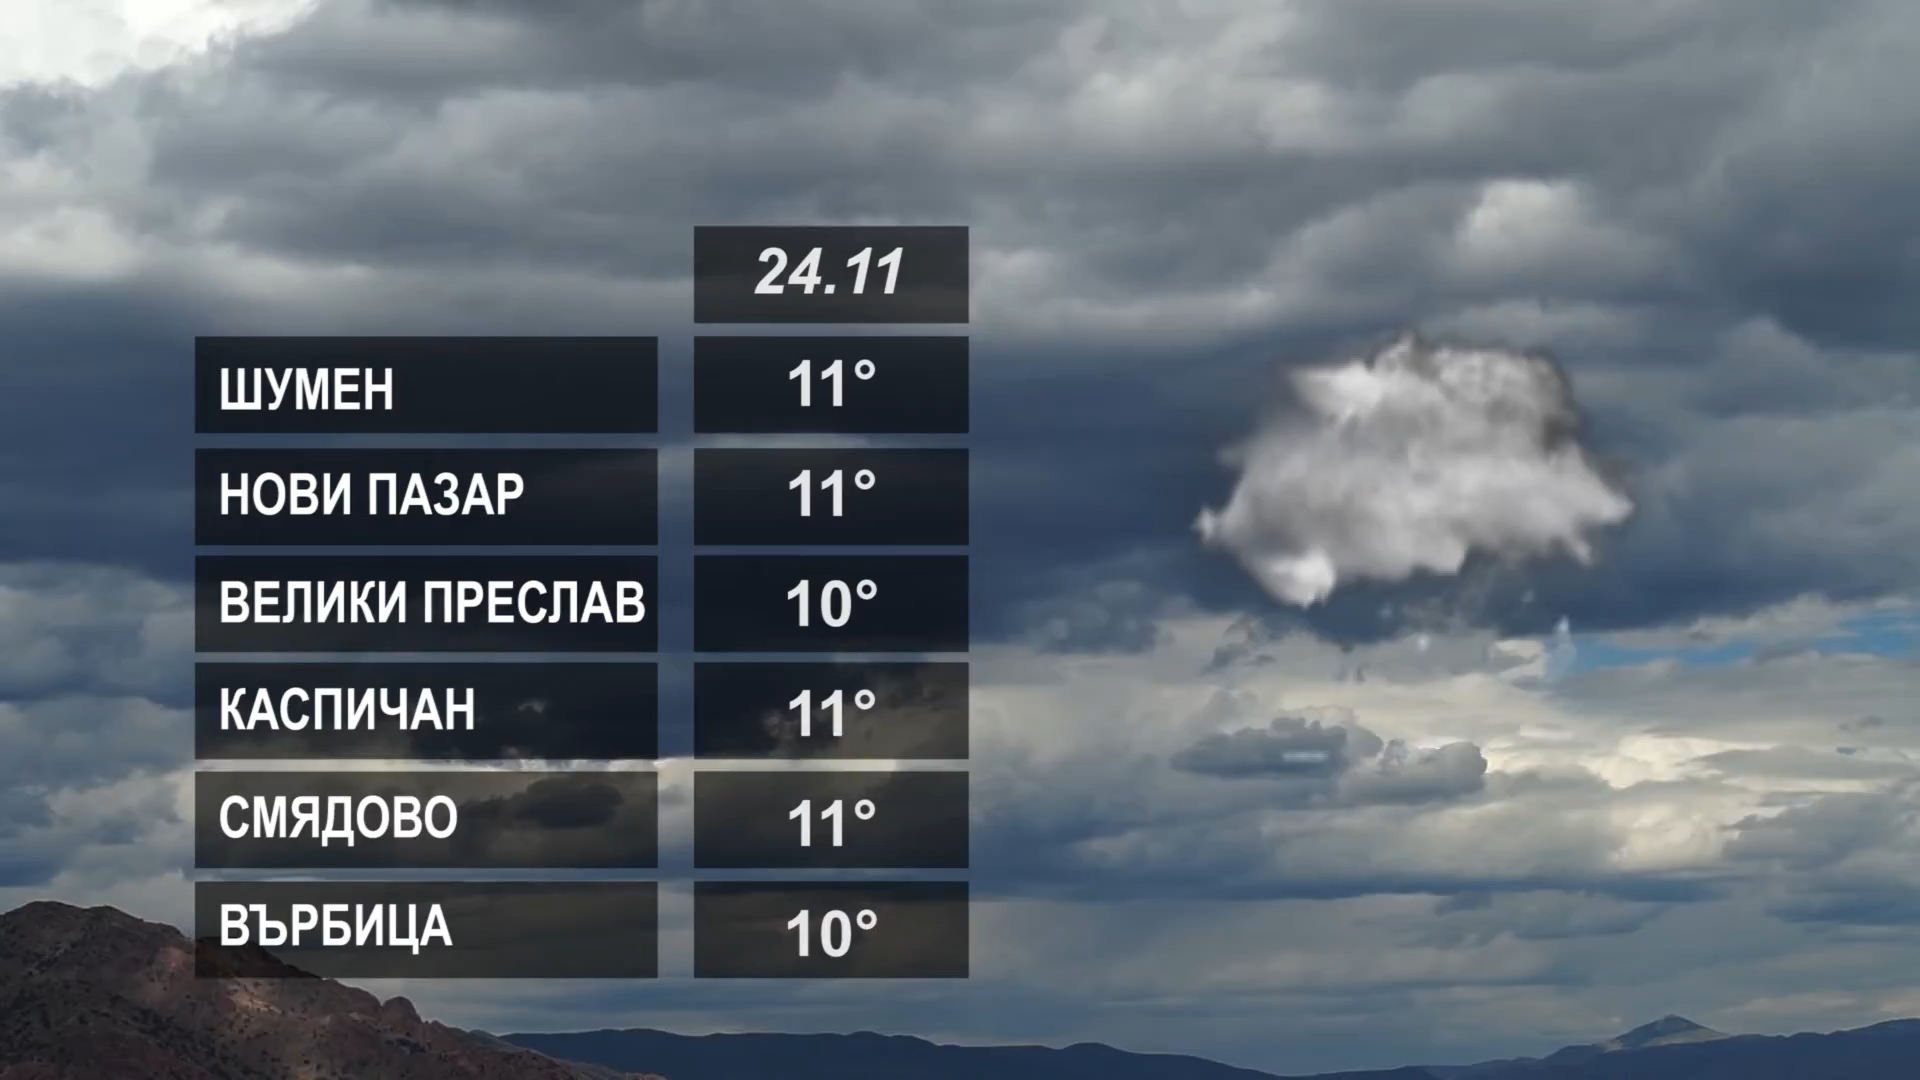 24.11
ШУМЕН 11°
НОВИ ПАЗАР 11°
ВЕЛИКИ ПРЕСЛАВ 10°
КАСПИЧАН 11°
СМЯДОВО 11°
ВЪРБИЦА 10°